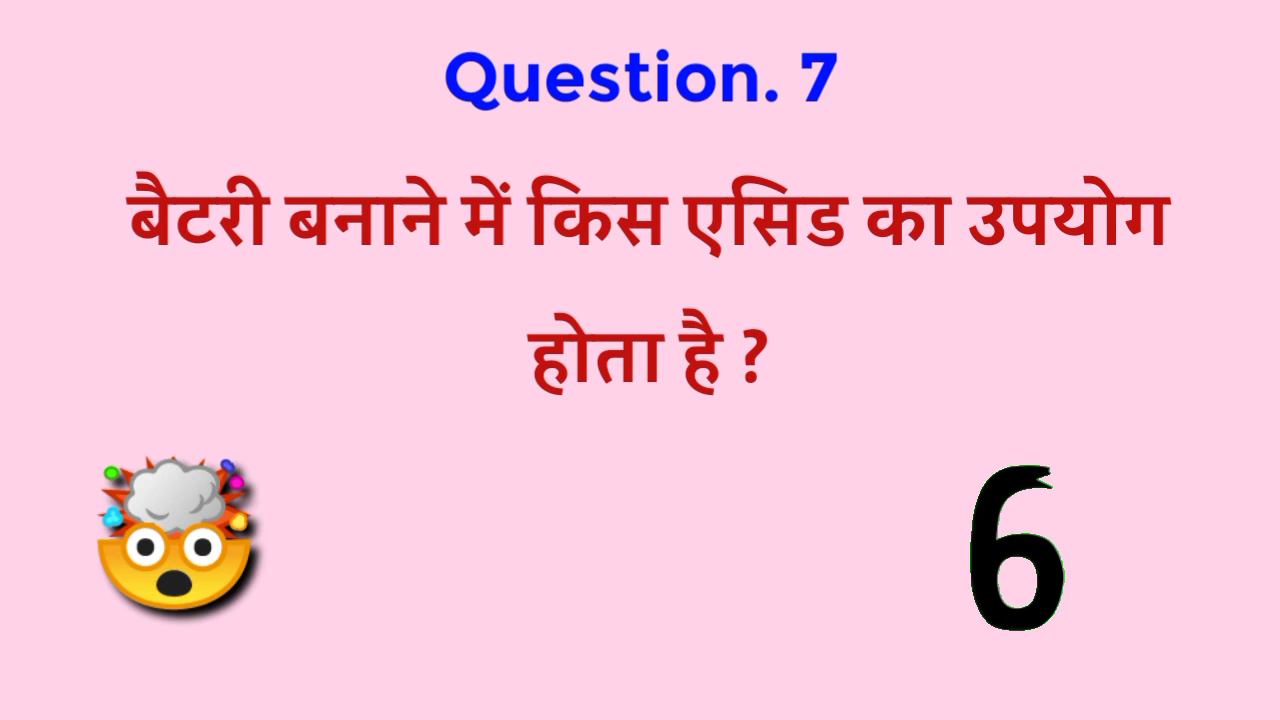 Question. 7
बैटरी बनाने में किस एसिड का उपयोग
होता है ?
6